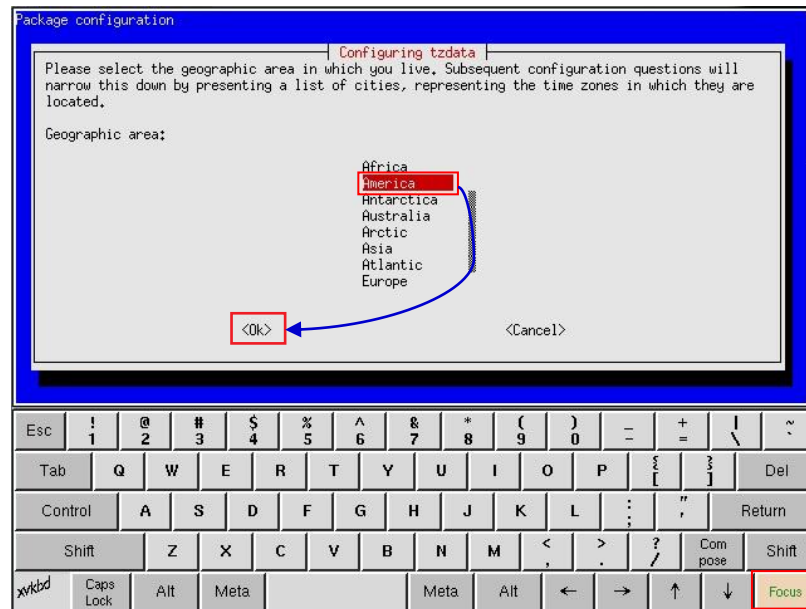 Package configuration
Configuring tzdata
Please select the geographic area in which you live. Subsequent configuration questions will
narrow this down by presenting a list of cities, representing the time zones in which they are
located.
Geographic area:
Africa
America
Antarctica
Australia
Arctic
Asia
Atlantic
Europe
<Ok> <Cancel>
Esc ! 1 @ 2 # 3 $ 4 % 5 ^ 6 & 7 * 8 ( 9 ) 0 _ - + = | \ ~ `
Tab Q W E R T Y U I O P { [ } ] Del
Control A S D F G H J K L : ; " ' Return
Shift Z X C V B N M < , > . ? / Com pose Shift
xvkbd Caps Lock Alt Meta Meta Alt ← → ↑ ↓ Focus